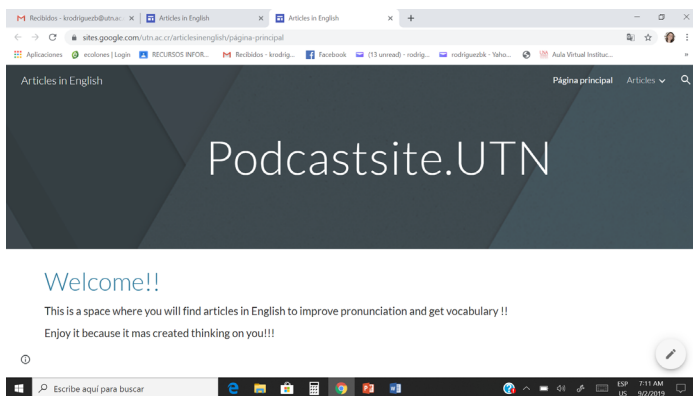 Recibidos - krodriguezb@utn.ac.c
Articles in English
Articles in English
sites.google.com/utn.ac.cr/articlesinenglish/página-principal
Aplicaciones
ecolones | Login
RECURSOS INFOR...
Recibidos - krodrig...
Facebook
(13 unread) - rodrig...
rodriguezbk - Yaho...
Aula Virtual Instituc...
»
Articles in English
Página principal
Articles
Podcastsite.UTN
Welcome!!
This is a space where you will find articles in English to improve pronunciation and get vocabulary !!
Enjoy it because it mas created thinking on you!!!
Escribe aquí para buscar
ESP
US
7:11 AM
9/2/2019